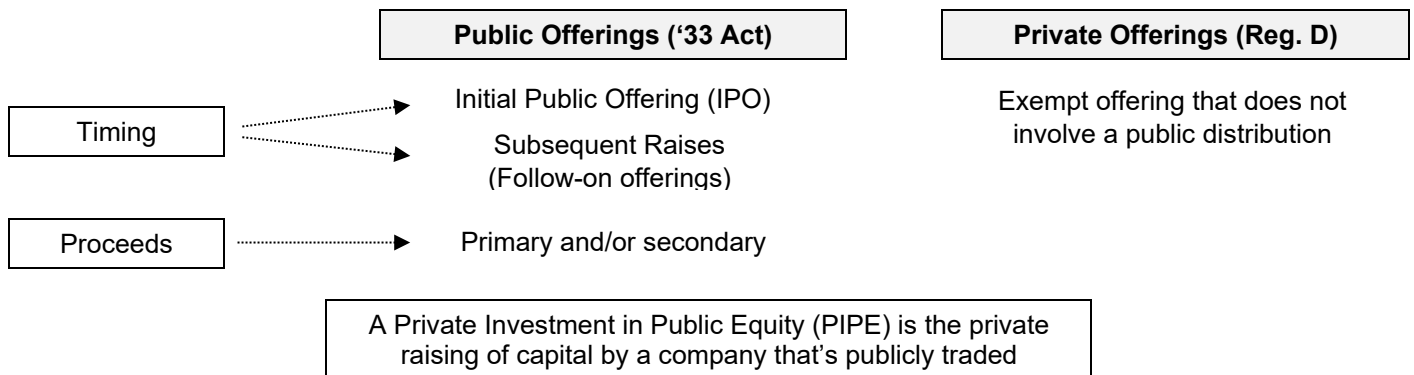 Public Offerings (‘33 Act)
Private Offerings (Reg. D)
Timing
Initial Public Offering (IPO)
Subsequent Raises
(Follow-on offerings)
Exempt offering that does not
involve a public distribution
Proceeds
Primary and/or secondary
A Private Investment in Public Equity (PIPE) is the private
raising of capital by a company that’s publicly traded